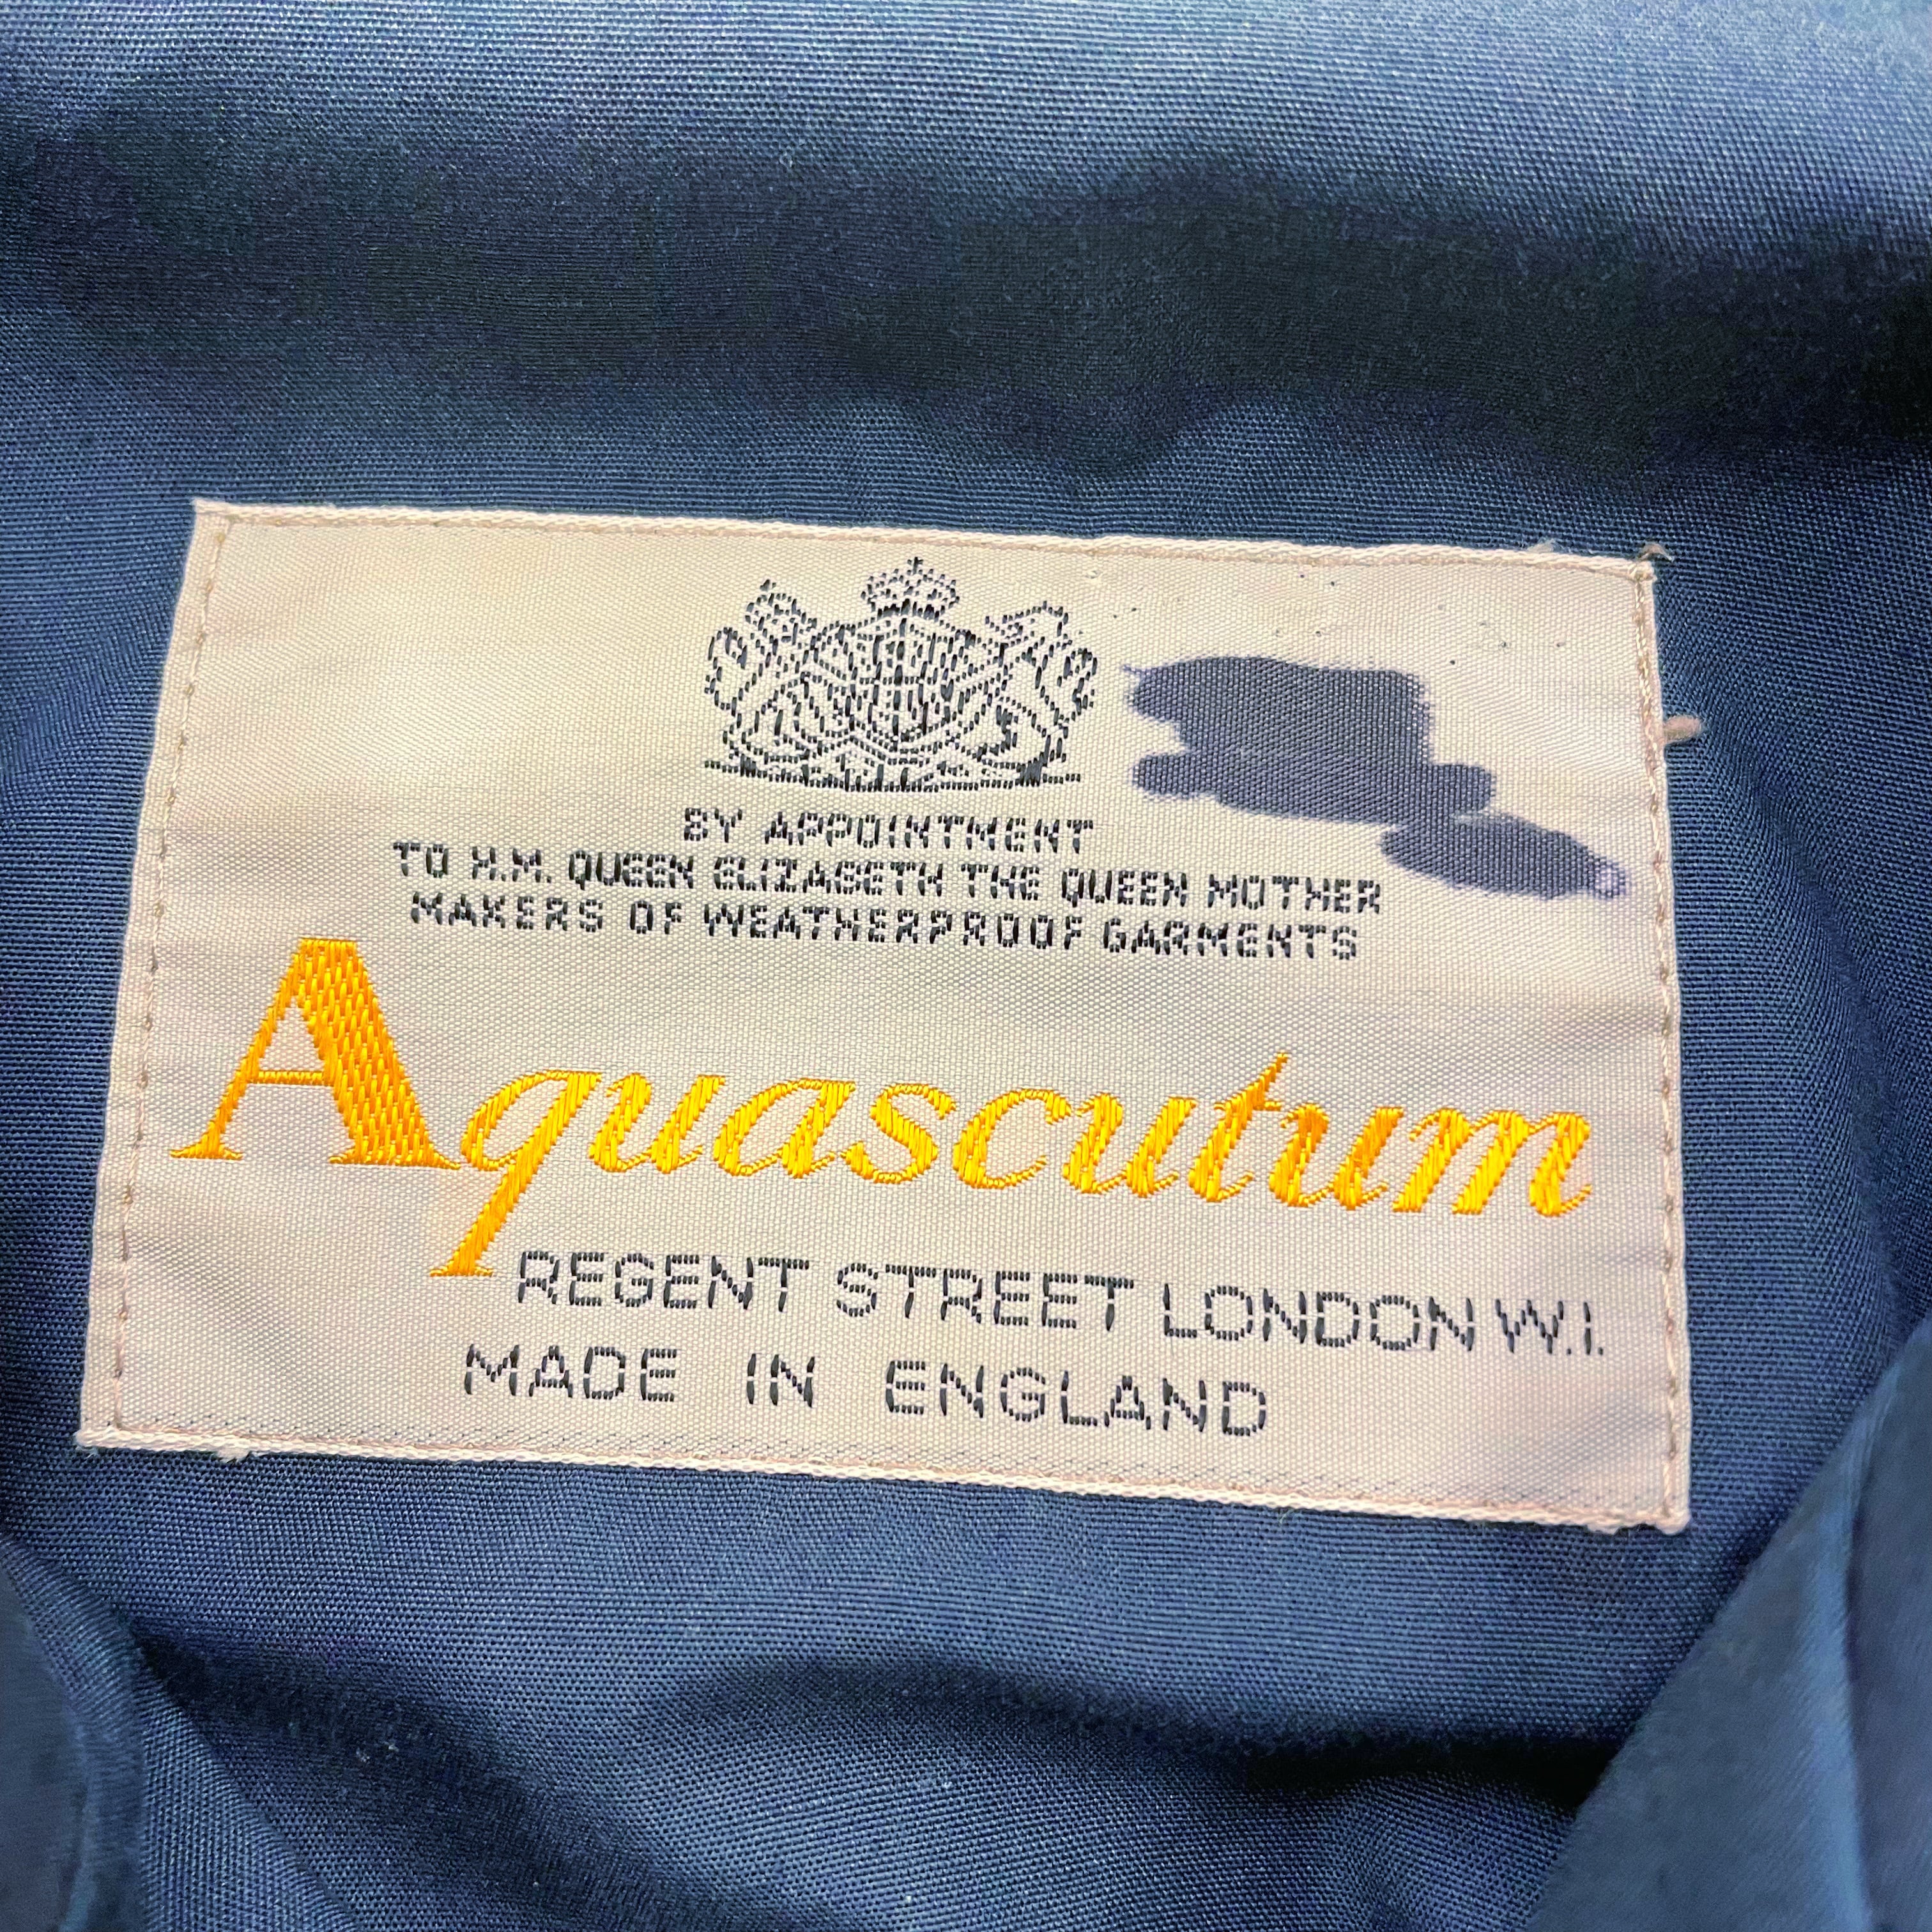 BY APPOINTMENT
TO H.M. QUEEN ELIZABETH THE QUEEN MOTHER
MAKERS OF WEATHERPROOF GARMENTS
Aquascutum
REGENT STREET LONDON W.I.
MADE IN ENGLAND